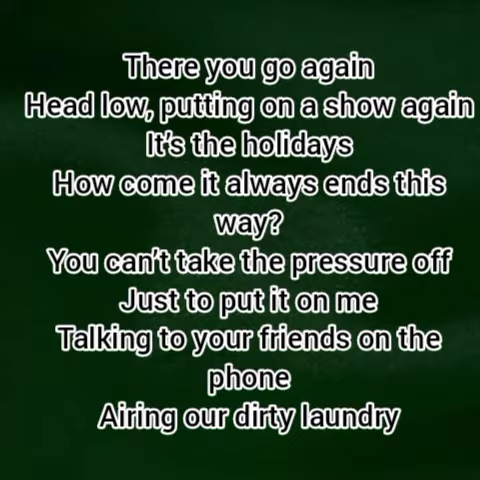 There you go again
Head low, putting on a show again
It's the holidays
How come it always ends this
way?
You can't take the pressure off
Just to put it on me
Talking to your friends on the
phone
Airing our dirty laundry